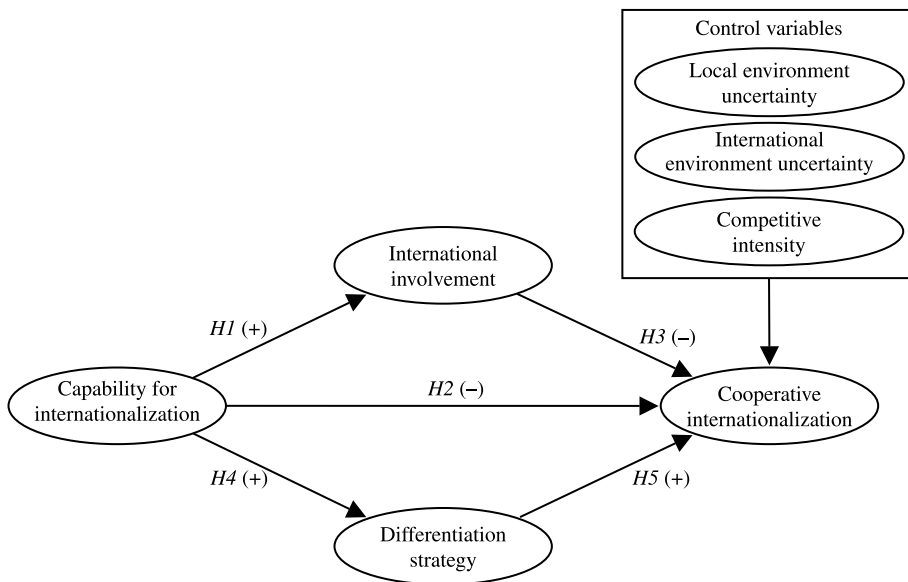 Control variables
Local environment
uncertainty
International
environment uncertainty
Competitive
intensity
International
involvement
H1 (+)
H3 (–)
Capability for
internationalization
H2 (–)
Cooperative
internationalization
H4 (+)
H5 (+)
Differentiation
strategy